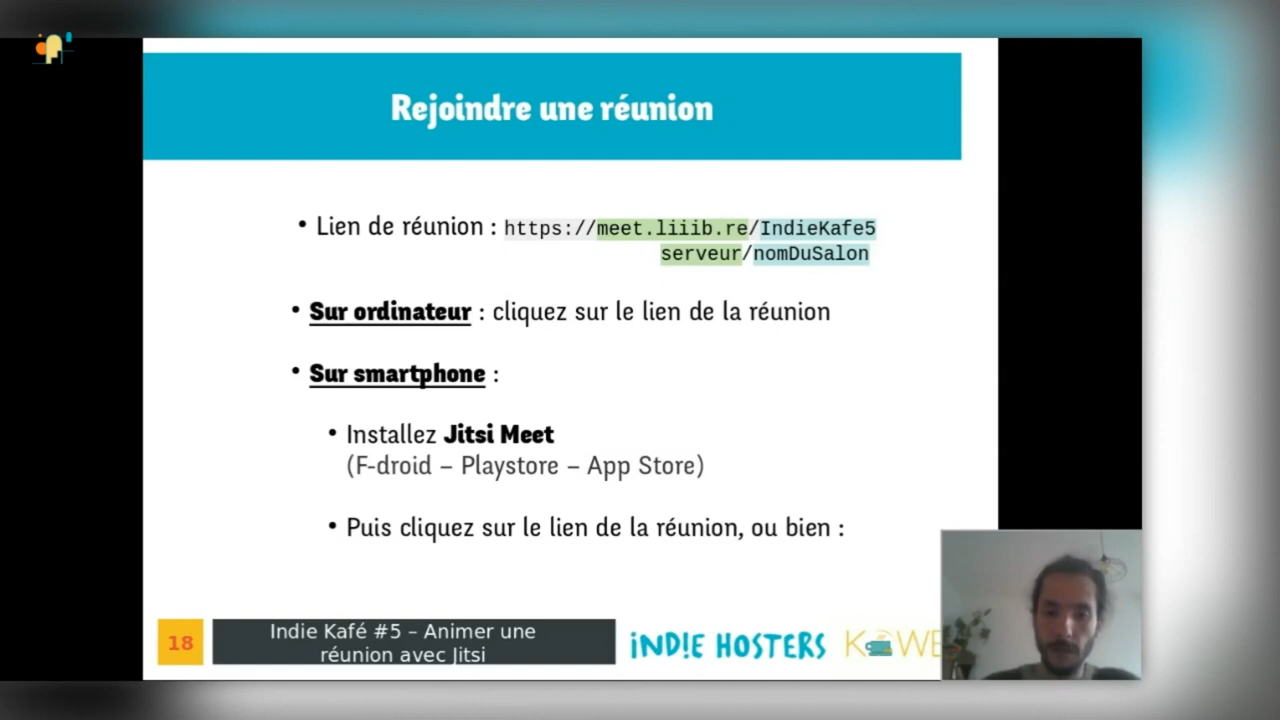 Rejoindre une réunion
• Lien de réunion : https://meet.liiib.re/IndieKafe5
serveur/nomDuSalon
• Sur ordinateur : cliquez sur le lien de la réunion
• Sur smartphone :
• Installez Jitsi Meet
(F-droid – Playstore – App Store)
• Puis cliquez sur le lien de la réunion, ou bien :
18
Indie Kafé #5 – Animer une
réunion avec Jitsi
INDIE HOSTERS